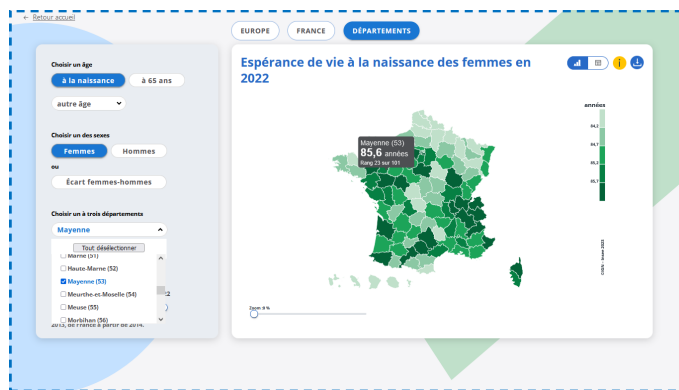 ← Retour accueil
EUROPE
FRANCE
DÉPARTEMENTS
Choisir un âge
à la naissance
à 65 ans
autre âge
Choisir un des sexes
Femmes
Hommes
ou
Écart femmes-hommes
Choisir un à trois départements
Mayenne
Tout désélectionner
Marne (51)
Haute-Marne (52)
Mayenne (53)
Meurthe-et-Moselle (54)
Meuse (55)
Morbihan (56)
2013, de France à partir de 2014.
Espérance de vie à la naissance des femmes en
2022
i
Mayenne (53)
85,6 années
Rang 23 sur 101
années
84,2
84,7
85,2
85,7
Zoom :0 %